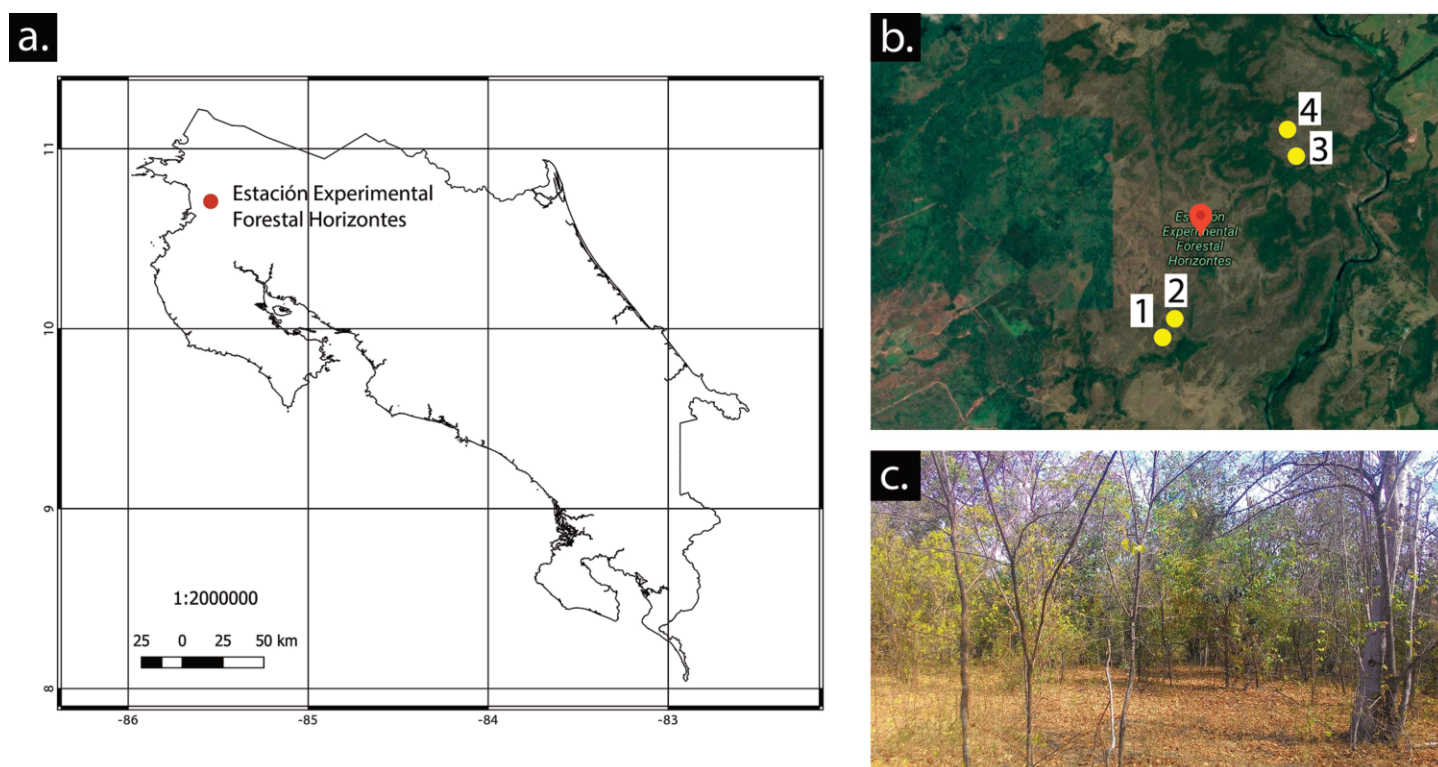 a.
11
10
9
8
-86
-85
-84
-83
Estación Experimental
Forestal Horizontes
1:2000000
25 0 25 50 km
b.
4
3
Estación
Experimental
Forestal
Horizontes
2
1
c.